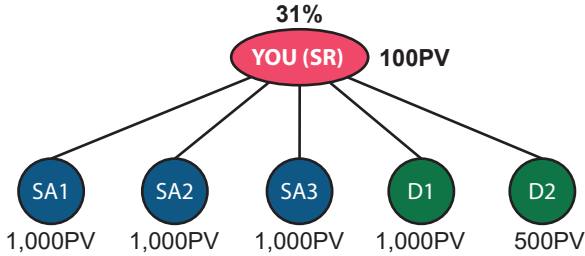 31%
YOU (SR) 100PV
SA1 SA2 SA3 D1 D2
1,000PV 1,000PV 1,000PV 1,000PV 500PV